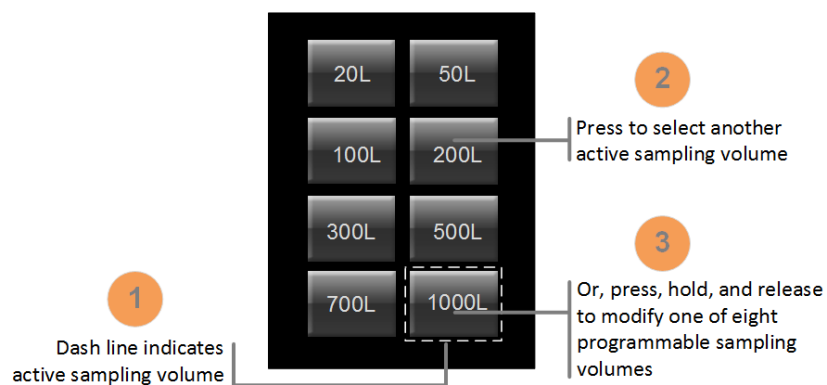 20L 50L
2
Press to select another
active sampling volume
100L 200L
300L 500L
3
Or, press, hold, and release
to modify one of eight
programmable sampling
volumes
700L 1000L
1
Dash line indicates
active sampling volume